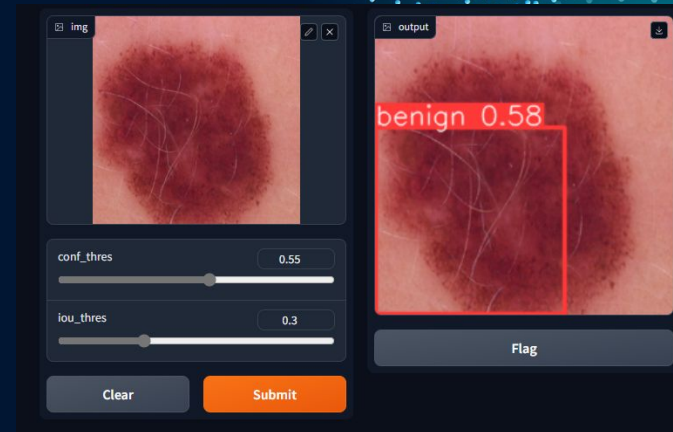 img
output
benign 0.58
conf_thres
0.55
iou_thres
0.3
Clear
Submit
Flag